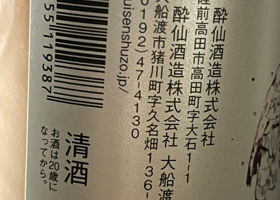 酔仙酒造株式会社
陸前高田市高田町字大石1-1
酔仙酒造株式会社 大船渡
大船渡市猪川町字久名畑136-
(0192)47-4130
uisenshuzo.jp/
55119387
清酒
お酒は20歳に
なってから。